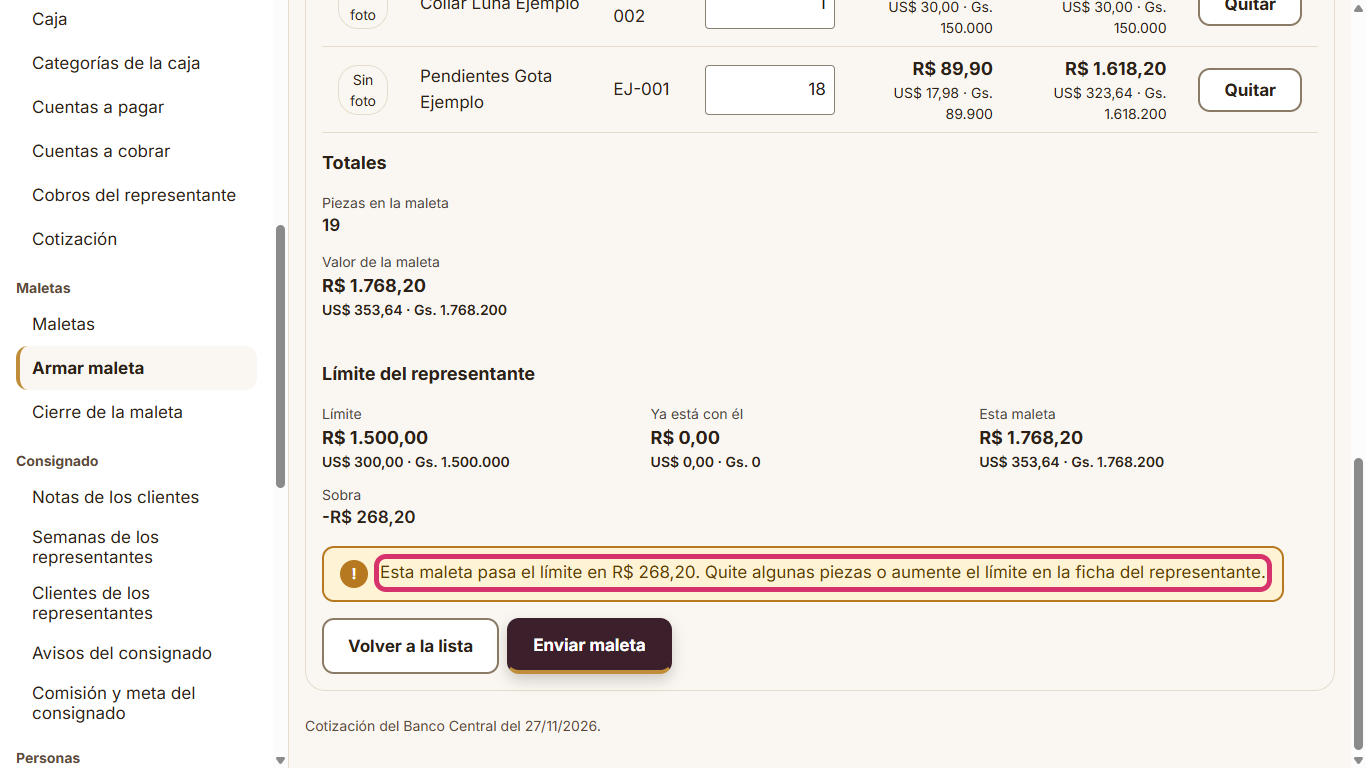 Caja
Categorías de la caja
Cuentas a pagar
Cuentas a cobrar
Cobros del representante
Cotización
Maletas
Maletas
Armar maleta
Cierre de la maleta
Consignado
Notas de los clientes
Semanas de los
representantes
Clientes de los
representantes
Avisos del consignado
Comisión y meta del
consignado
Personas
foto
Collar Luna Ejemplo
002
1
US$ 30,00 · Gs.
150.000
US$ 30,00 · Gs.
150.000
Quitar
Sin
foto
Pendientes Gota
Ejemplo
EJ-001
18
R$ 89,90
US$ 17,98 · Gs.
89.900
R$ 1.618,20
US$ 323,64 · Gs.
1.618.200
Quitar
Totales
Piezas en la maleta
19
Valor de la maleta
R$ 1.768,20
US$ 353,64 · Gs. 1.768.200
Límite del representante
Límite
R$ 1.500,00
US$ 300,00 · Gs. 1.500.000
Ya está con él
R$ 0,00
US$ 0,00 · Gs. 0
Esta maleta
R$ 1.768,20
US$ 353,64 · Gs. 1.768.200
Sobra
-R$ 268,20
! Esta maleta pasa el límite en R$ 268,20. Quite algunas piezas o aumente el límite en la ficha del representante.
Volver a la lista
Enviar maleta
Cotización del Banco Central del 27/11/2026.